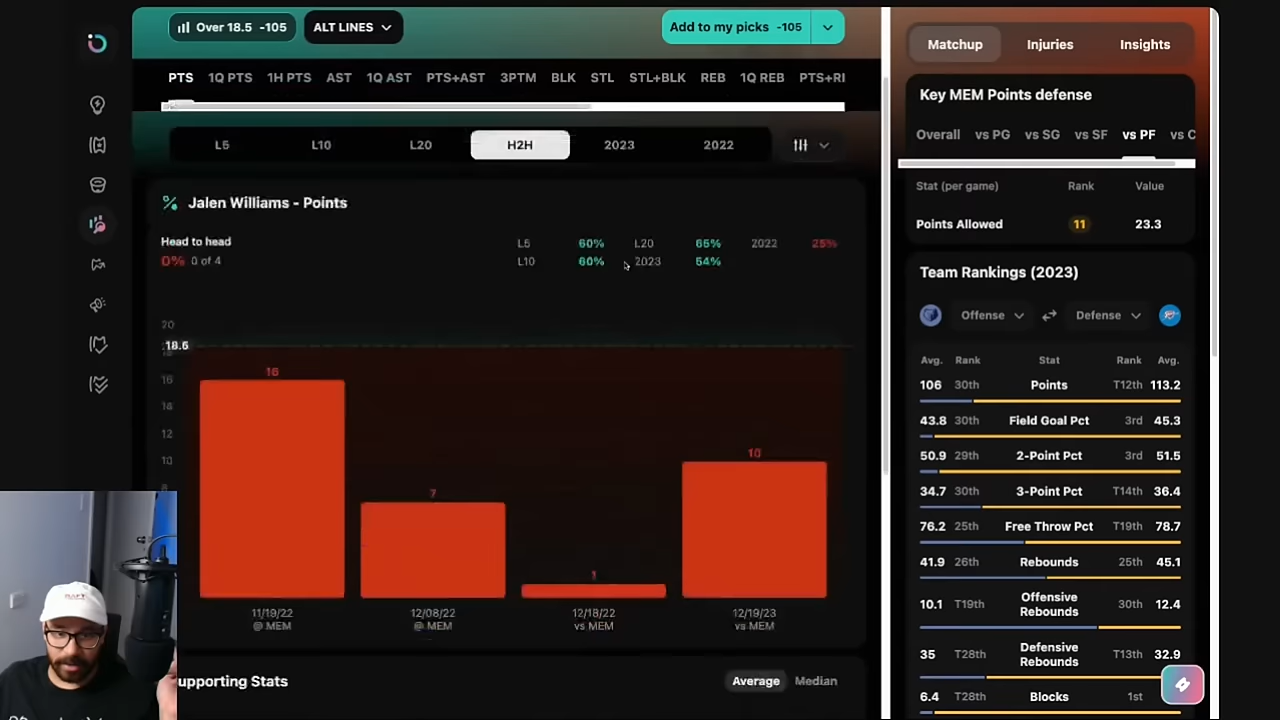 Over 18.5 -105
ALT LINES
Add to my picks -105
PTS 1Q PTS 1H PTS AST 1Q AST PTS+AST 3PTM BLK STL STL+BLK REB 1Q REB PTS+RI
L5 L10 L20 H2H 2023 2022
Jalen Williams - Points
Head to head
0% 0 of 4
L5 60% L20 65% 2022 25%
L10 60% 2023 54%
20
18.5
16
14
12
10
8
16
7
1
10
11/19/22
@ MEM
12/08/22
@ MEM
12/18/22
vs MEM
12/19/23
vs MEM
upporting Stats
Average Median
Matchup Injuries Insights
Key MEM Points defense
Overall vs PG vs SG vs SF vs PF vs C
Stat (per game) Rank Value
Points Allowed 11 23.3
Team Rankings (2023)
Offense Defense
Avg. Rank Stat Rank Avg.
106 30th Points T12th 113.2
43.8 30th Field Goal Pct 3rd 45.3
50.9 29th 2-Point Pct 3rd 51.5
34.7 30th 3-Point Pct T14th 36.4
76.2 25th Free Throw Pct T19th 78.7
41.9 26th Rebounds 25th 45.1
10.1 T19th Offensive Rebounds 30th 12.4
35 T28th Defensive Rebounds T13th 32.9
6.4 T28th Blocks 1st